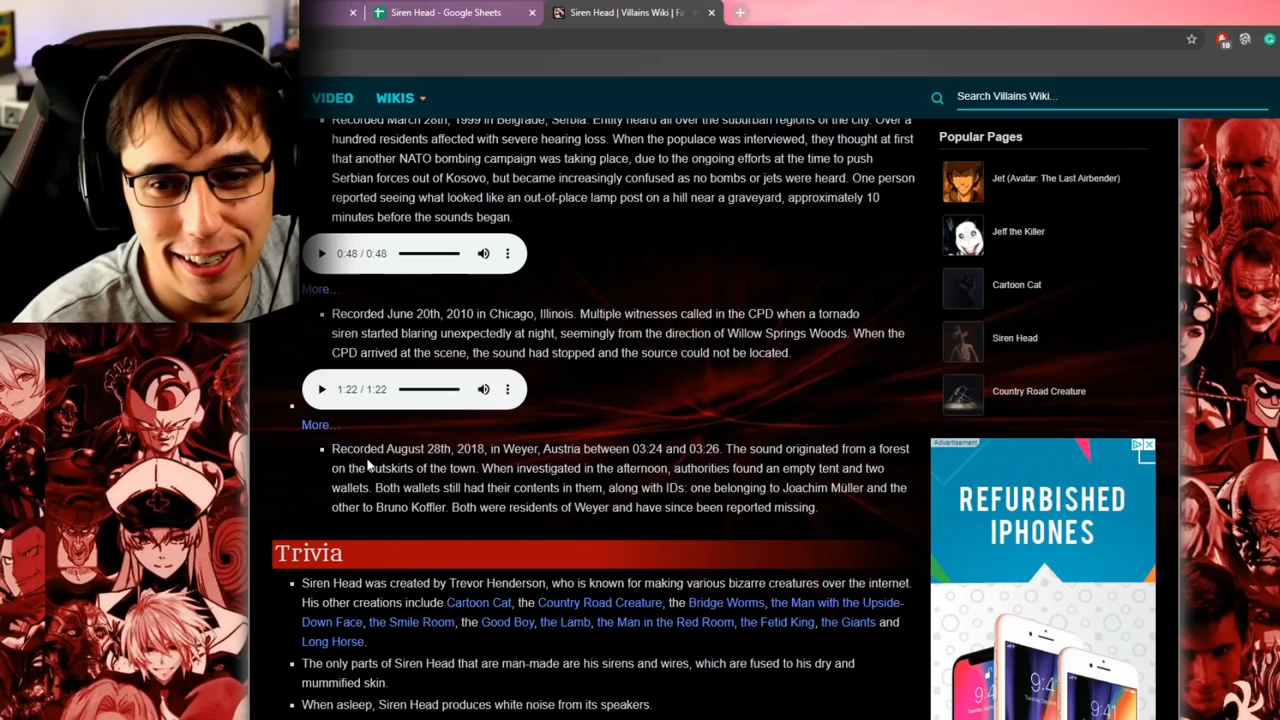 Siren Head - Google Sheets
Siren Head | Villains Wiki | Fa
10
VIDEO
WIKIS
Search Villains Wiki...
Recorded March 28th, 1999 in Belgrade, Serbia. Entity heard all over the suburban regions of the city. Over a
hundred residents affected with severe hearing loss. When the populace was interviewed, they thought at first
that another NATO bombing campaign was taking place, due to the ongoing efforts at the time to push
Serbian forces out of Kosovo, but became increasingly confused as no bombs or jets were heard. One person
reported seeing what looked like an out-of-place lamp post on a hill near a graveyard, approximately 10
minutes before the sounds began.
0:48 / 0:48
More...
Recorded June 20th, 2010 in Chicago, Illinois. Multiple witnesses called in the CPD when a tornado
siren started blaring unexpectedly at night, seemingly from the direction of Willow Springs Woods. When the
CPD arrived at the scene, the sound had stopped and the source could not be located.
1:22 / 1:22
More...
Recorded August 28th, 2018, in Weyer, Austria between 03:24 and 03:26. The sound originated from a forest
on the outskirts of the town. When investigated in the afternoon, authorities found an empty tent and two
wallets. Both wallets still had their contents in them, along with IDs: one belonging to Joachim Müller and the
other to Bruno Koffler. Both were residents of Weyer and have since been reported missing.
Trivia
Siren Head was created by Trevor Henderson, who is known for making various bizarre creatures over the internet.
His other creations include Cartoon Cat, the Country Road Creature, the Bridge Worms, the Man with the Upside-
Down Face, the Smile Room, the Good Boy, the Lamb, the Man in the Red Room, the Fetid King, the Giants and
Long Horse.
The only parts of Siren Head that are man-made are his sirens and wires, which are fused to his dry and
mummified skin.
When asleep, Siren Head produces white noise from its speakers.
Popular Pages
Jet (Avatar: The Last Airbender)
Jeff the Killer
Cartoon Cat
Siren Head
Country Road Creature
Advertisement
REFURBISHED
IPHONES
9:41
9:41
9:4